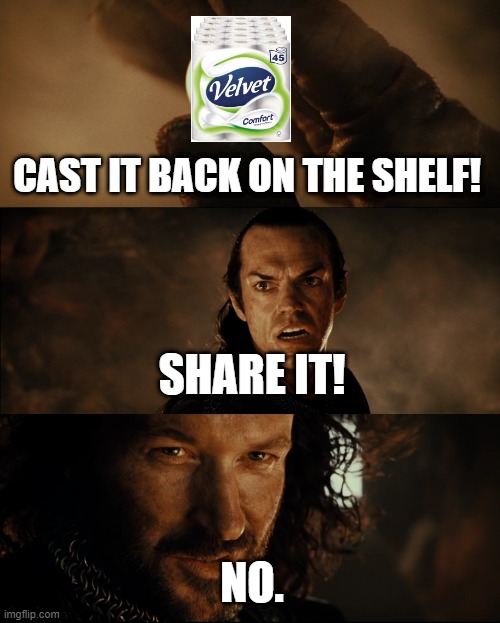 45
Velvet
Comfort
CAST IT BACK ON THE SHELF!
SHARE IT!
NO.
imgflip.com